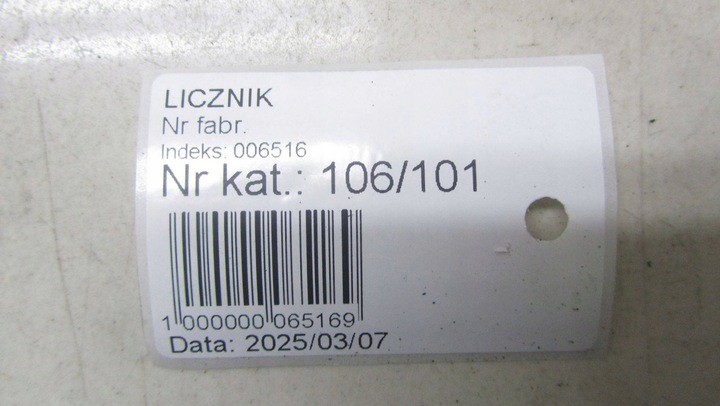 LICZNIK
Nr fabr.
Indeks: 006516
Nr kat.: 106/101
1 000000 065169
Data: 2025/03/07